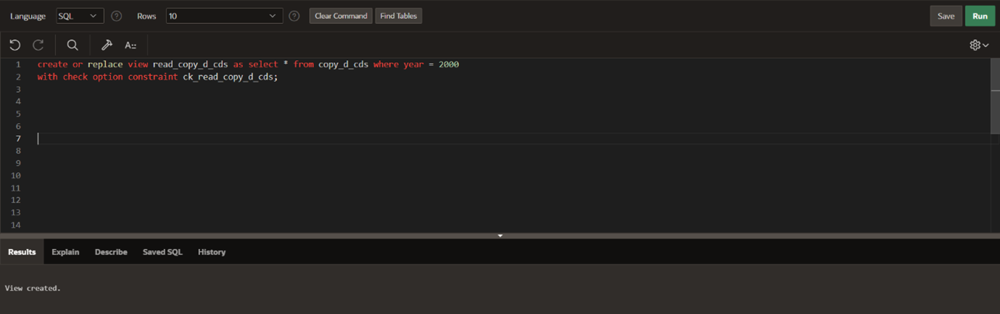 Language SQL Rows 10 Clear Command Find Tables Save Run
A
1 create or replace view read_copy_d_cds as select * from copy_d_cds where year = 2000
2 with check option constraint ck_read_copy_d_cds;
3
4
5
6
7
8
9
10
11
12
13
14
Results Explain Describe Saved SQL History
View created.